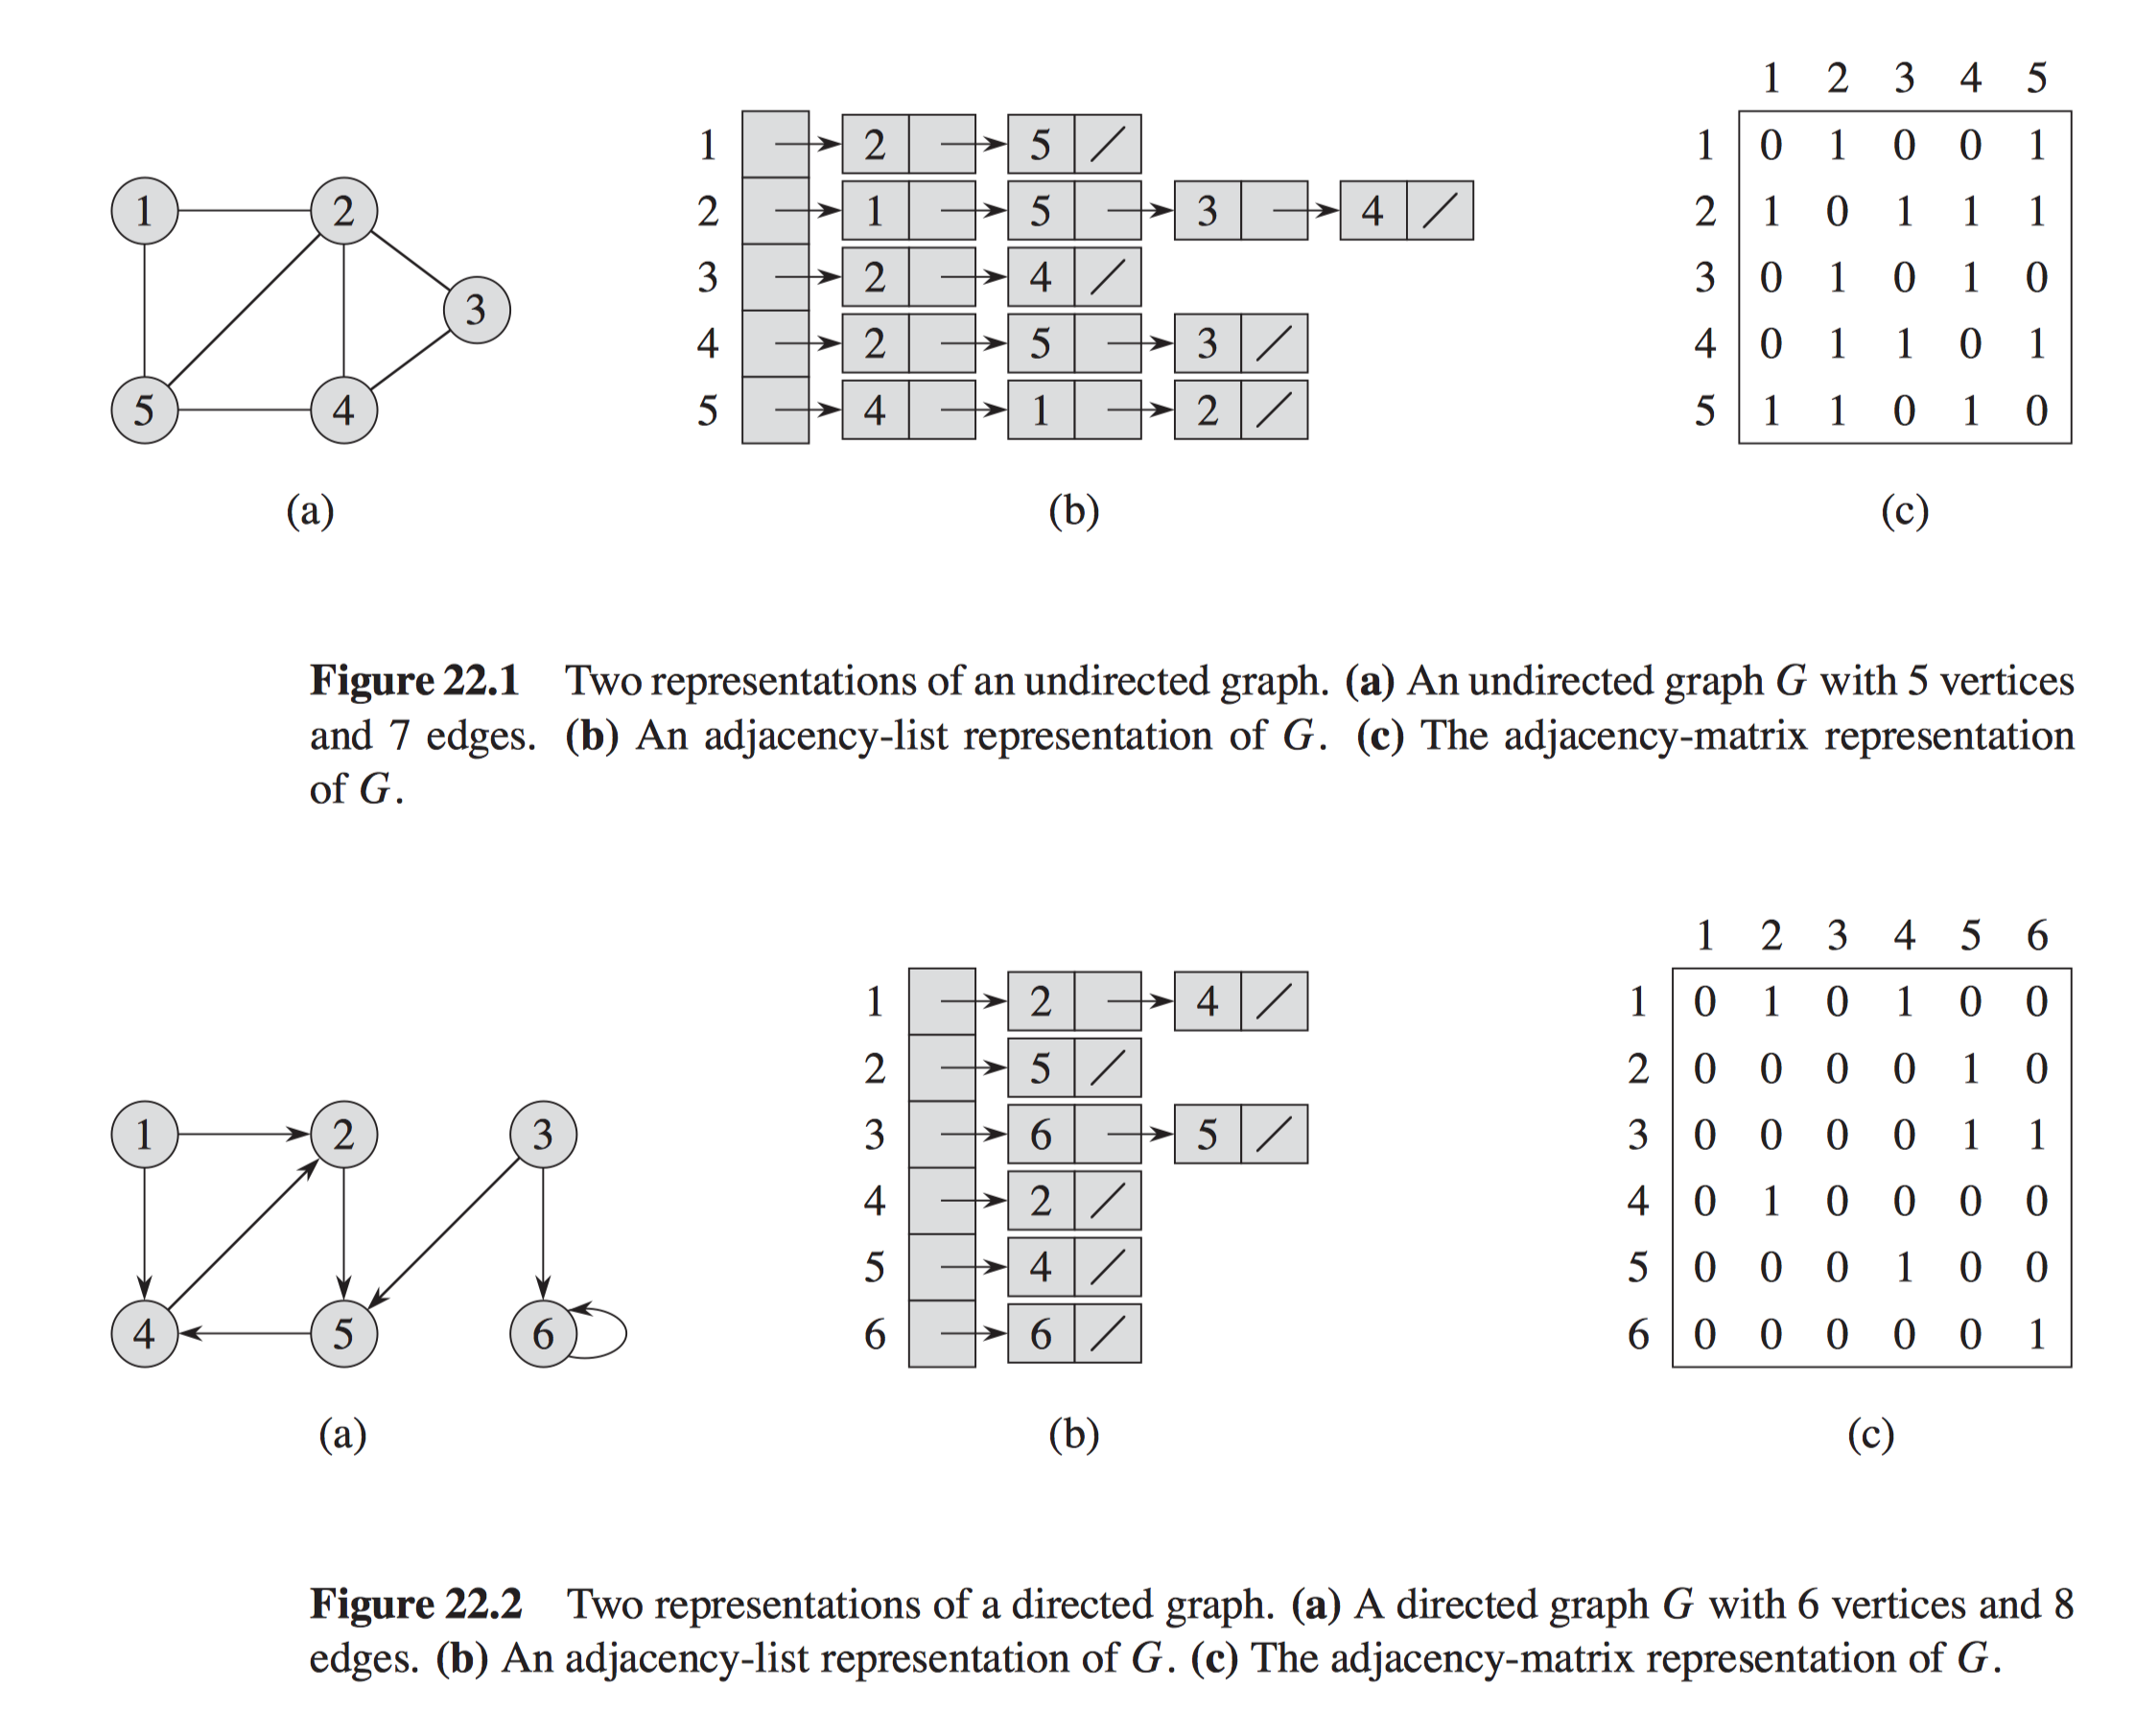 1 2 3 4 5
1 2 5 1 0 1 0 0 1
1 2 2 1 5 3 4 2 1 0 1 1 1
3 3 2 4 3 0 1 0 1 0
4 2 5 3 4 0 1 1 0 1
5 4 5 4 1 2 5 1 1 0 1 0
(a) (b) (c)
Figure 22.1 Two representations of an undirected graph. (a) An undirected graph G with 5 vertices
and 7 edges. (b) An adjacency-list representation of G. (c) The adjacency-matrix representation
of G.
1 2 3 4 5 6
1 2 4 1 0 1 0 1 0 0
2 5 2 0 0 0 0 1 0
1 2 3 3 6 5 3 0 0 0 0 1 1
4 2 4 0 1 0 0 0 0
5 4 5 0 0 0 1 0 0
4 5 6 6 6 6 0 0 0 0 0 1
(a) (b) (c)
Figure 22.2 Two representations of a directed graph. (a) A directed graph G with 6 vertices and 8
edges. (b) An adjacency-list representation of G. (c) The adjacency-matrix representation of G.